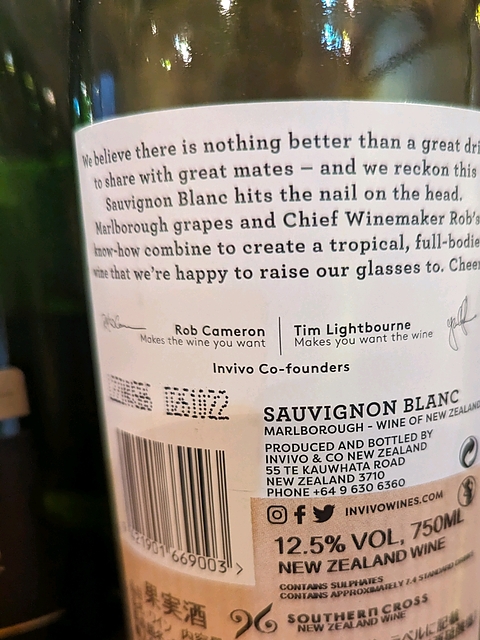 We believe there is nothing better than a great dri
to share with great mates – and we reckon this
Sauvignon Blanc hits the nail on the head.
Marlborough grapes and Chief Winemaker Rob's
know-how combine to create a tropical, full-bodie
wine that we're happy to raise our glasses to. Cheer
Rob Cameron
Makes the wine you want
Tim Lightbourne
Makes you want the wine
Invivo Co-founders
SAUVIGNON BLANC
MARLBOROUGH - WINE OF NEW ZEALAND
PRODUCED AND BOTTLED BY
INVIVO & CO NEW ZEALAND
55 TE KAUWHATA ROAD
NEW ZEALAND 3710
PHONE +64 9 630 6360
INVIVOWINES.COM
12.5% VOL, 750ML
NEW ZEALAND WINE
CONTAINS SULPHATES
CONTAINS APPROXIMATELY 7.4 STANDARD
669003 >
果実酒
SOUTHERN CROSS
NEW ZEALAND WINE